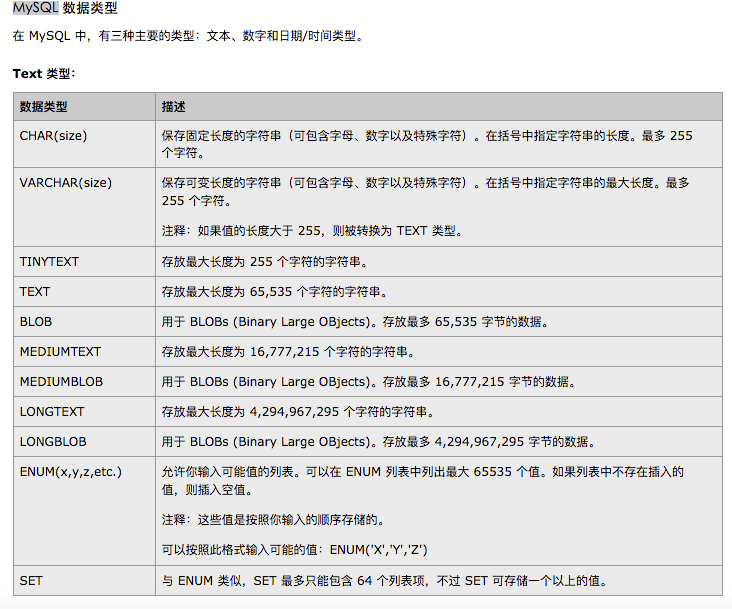 MySQL 数据类型
在 MySQL 中，有三种主要的类型：文本、数字和日期/时间类型。
Text 类型：
数据类型 描述
CHAR(size) 保存固定长度的字符串（可包含字母、数字以及特殊字符）。在括号中指定字符串的长度。最多 255
个字符。
VARCHAR(size) 保存可变长度的字符串（可包含字母、数字以及特殊字符）。在括号中指定字符串的最大长度。最多
255 个字符。
注释：如果值的长度大于 255，则被转换为 TEXT 类型。
TINYTEXT 存放最大长度为 255 个字符的字符串。
TEXT 存放最大长度为 65,535 个字符的字符串。
BLOB 用于 BLOBs (Binary Large OBjects)。存放最多 65,535 字节的数据。
MEDIUMTEXT 存放最大长度为 16,777,215 个字符的字符串。
MEDIUMBLOB 用于 BLOBs (Binary Large OBjects)。存放最多 16,777,215 字节的数据。
LONGTEXT 存放最大长度为 4,294,967,295 个字符的字符串。
LONGBLOB 用于 BLOBs (Binary Large OBjects)。存放最多 4,294,967,295 字节的数据。
ENUM(x,y,z,etc.) 允许你输入可能值的列表。可以在 ENUM 列表中列出最大 65535 个值。如果列表中不存在插入的
值，则插入空值。
注释：这些值是按照你输入的顺序存储的。
可以按照此格式输入可能的值：ENUM('X','Y','Z')
SET 与 ENUM 类似，SET 最多只能包含 64 个列表项，不过 SET 可存储一个以上的值。